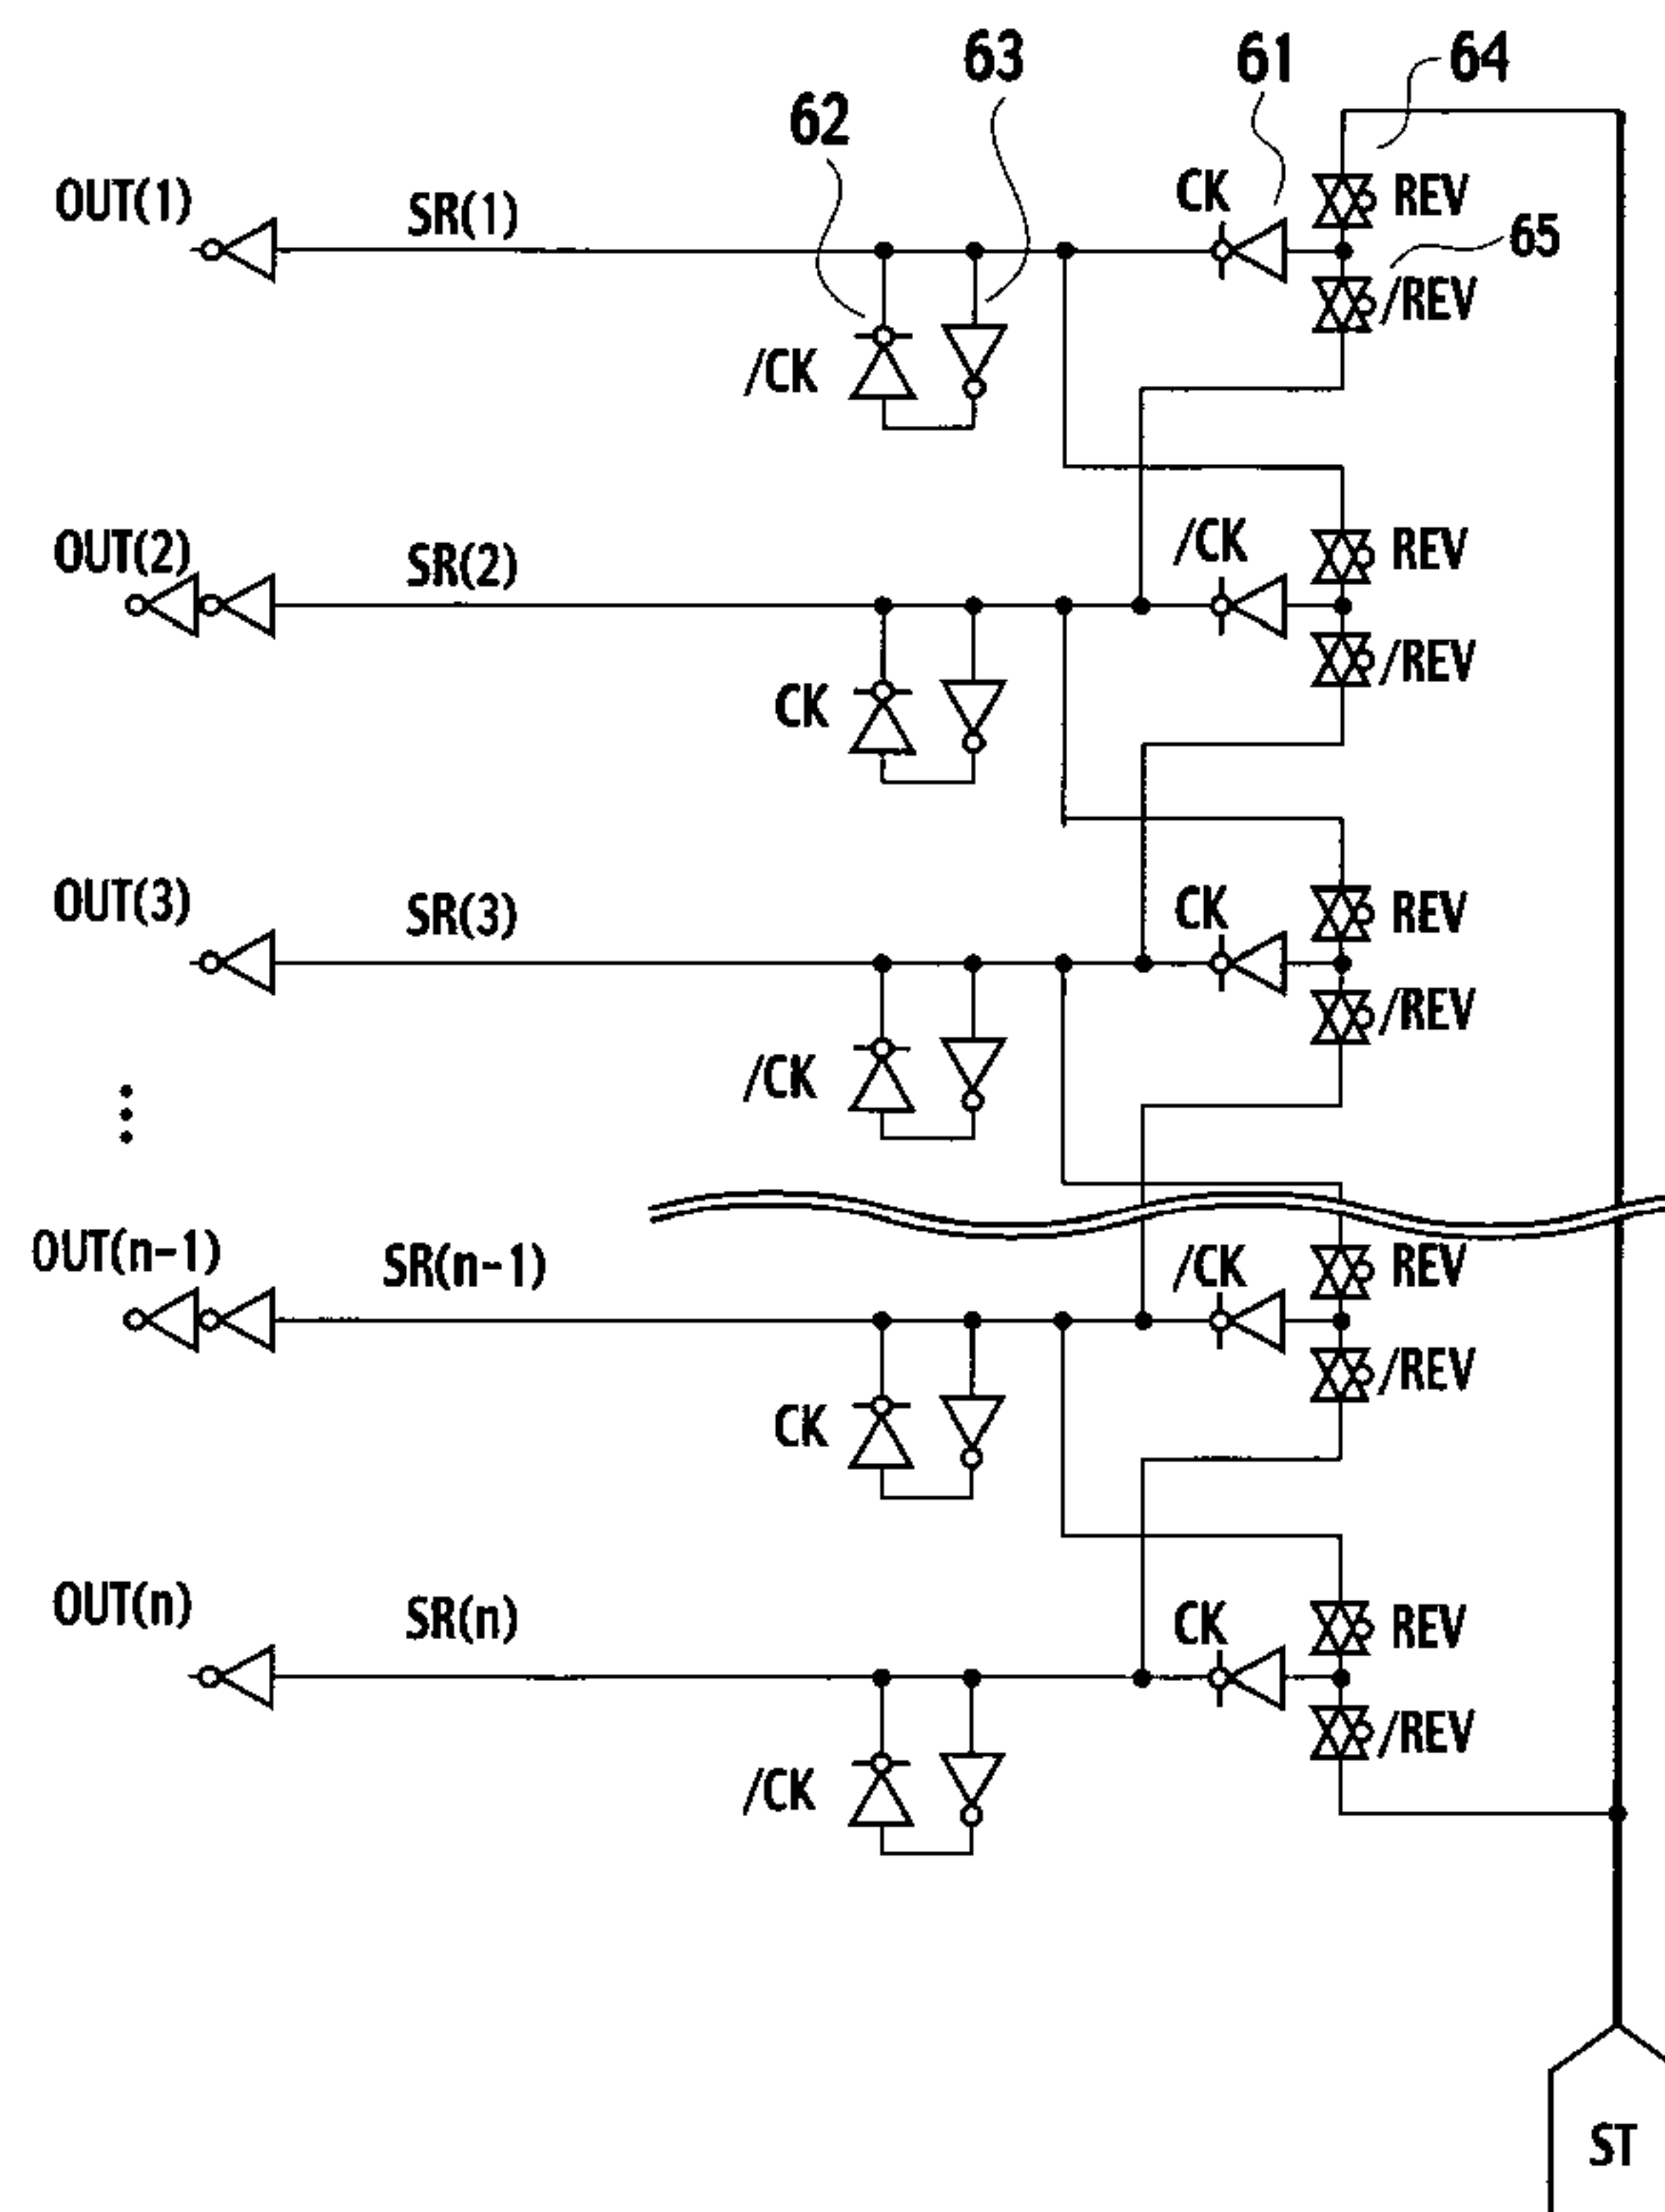 63 61 64
62
OUT(1) SR(1) CK REV
65
/CK /REV
OUT(2) SR(2) /CK REV
CK /REV
OUT(3) SR(3) CK REV
/CK /REV
OUT(n-1) SR(n-1) /CK REV
CK /REV
OUT(n) SR(n) CK REV
/CK /REV
ST